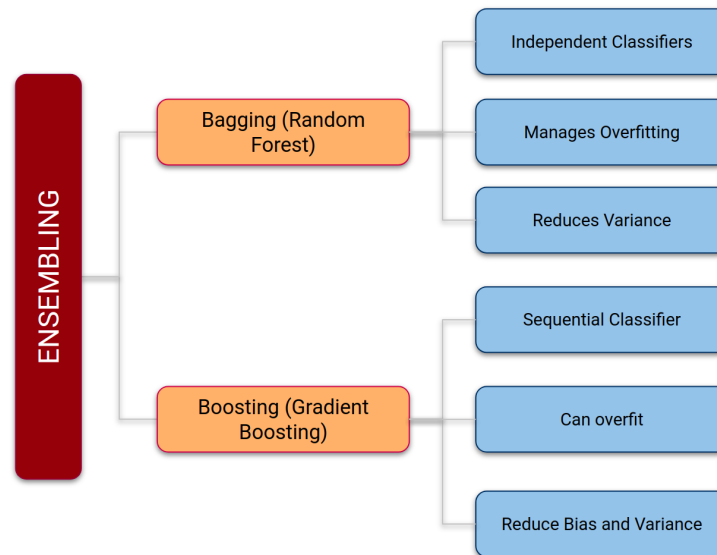 ENSEMBLING
Bagging (Random
Forest)
Independent Classifiers
Manages Overfitting
Reduces Variance
Boosting (Gradient
Boosting)
Sequential Classifier
Can overfit
Reduce Bias and Variance